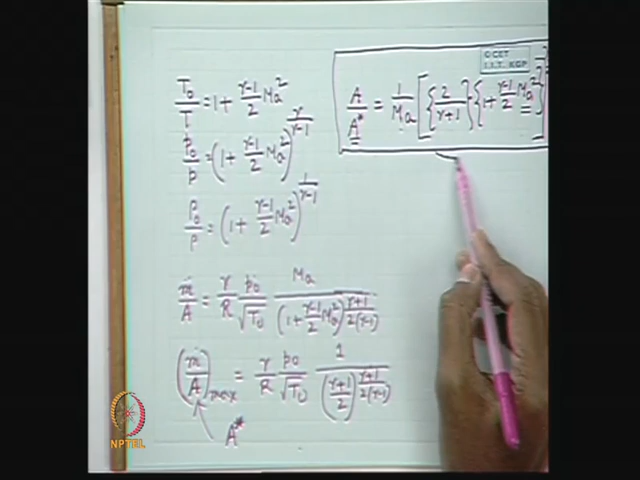 © CET
I.I.T. KGP
T₀/T = 1 + (γ-1)/2 Ma²
p₀/p = (1 + (γ-1)/2 Ma²)^(γ/(γ-1))
ρ₀/ρ = (1 + (γ-1)/2 Ma²)^(1/(γ-1))
A/A* = 1/Ma [{2/(γ+1)}{1 + (γ-1)/2 Ma²}]
ṁ/A = γ/R p₀/√T₀ Ma/(1 + (γ-1)/2 Ma²)^((γ+1)/2(γ-1))
(ṁ/A)max = γ/R p₀/√T₀ 1/((γ+1)/2)^((γ+1)/2(γ-1))
A*
NPTEL